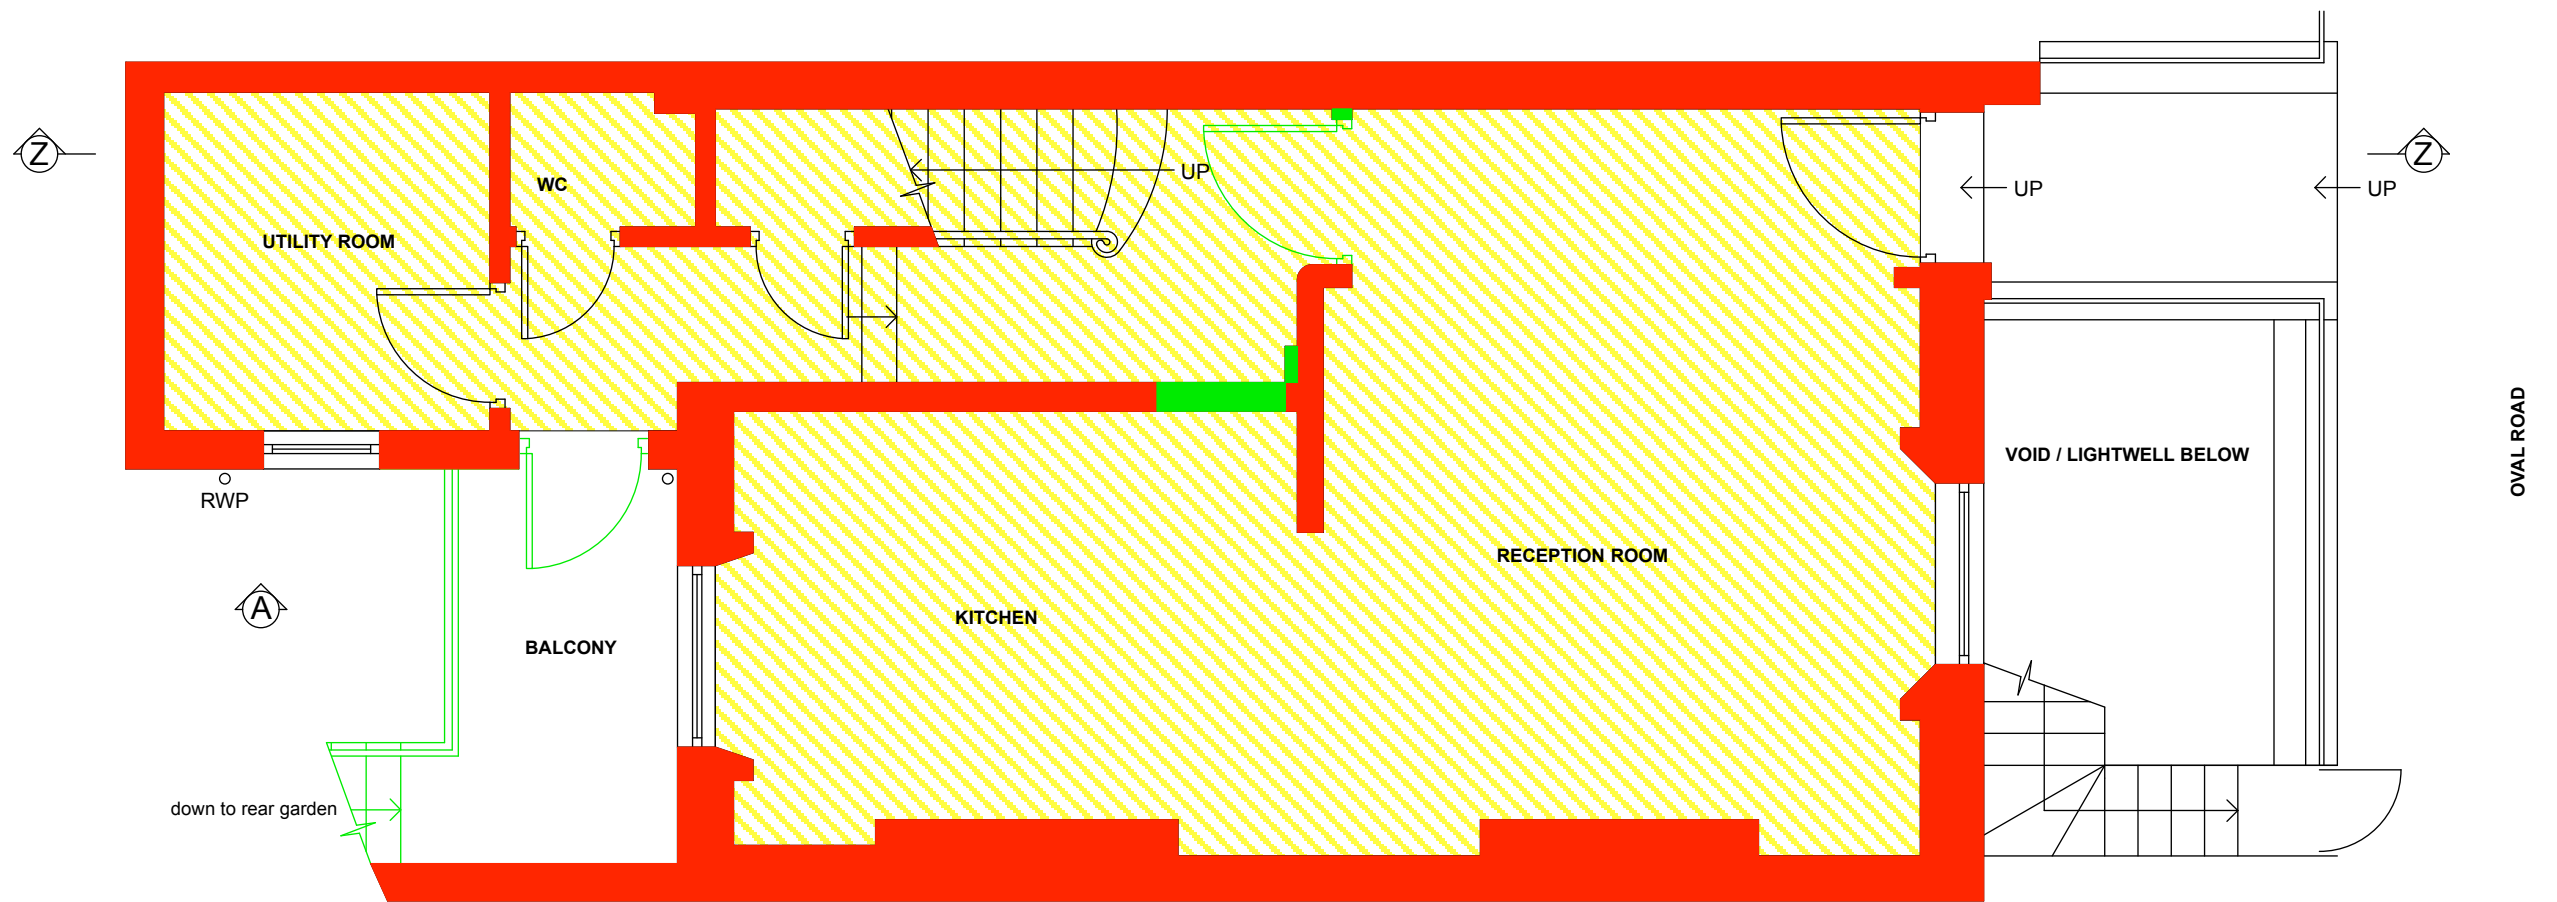 Z
Z
UP
WC
UP
UP
UTILITY ROOM
OVAL ROAD
VOID / LIGHTWELL BELOW
RWP
RECEPTION ROOM
A
KITCHEN
BALCONY
down to rear garden